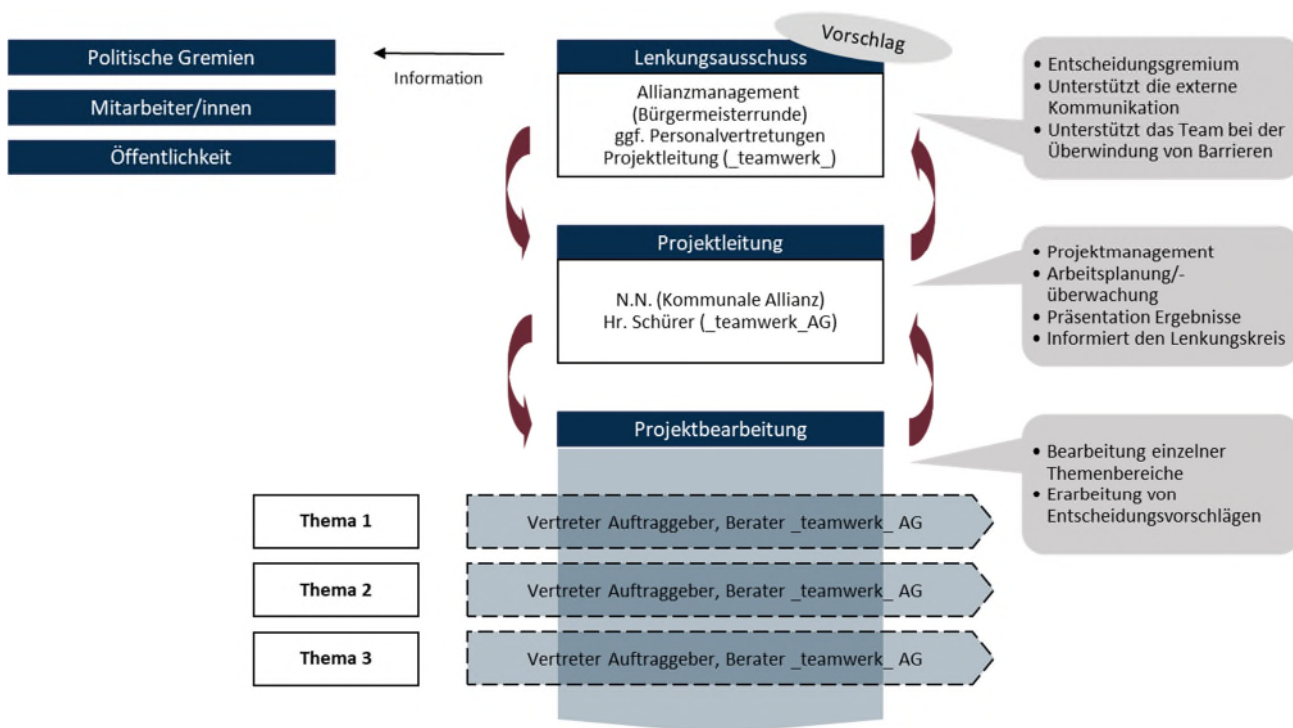 Vorschlag
Politische Gremien
Mitarbeiter/innen
Öffentlichkeit
Information
Lenkungsausschuss
Allianzmanagement
(Bürgermeisterrunde)
ggf. Personalvertretungen
Projektleitung (_teamwerk_)
• Entscheidungsgremium
• Unterstützt die externe
Kommunikation
• Unterstützt das Team bei der
Überwindung von Barrieren
Projektleitung
N.N. (Kommunale Allianz)
Hr. Schürer (_teamwerk_AG)
• Projektmanagement
• Arbeitsplanung/-
überwachung
• Präsentation Ergebnisse
• Informiert den Lenkungskreis
Projektbearbeitung
• Bearbeitung einzelner
Themenbereiche
• Erarbeitung von
Entscheidungsvorschlägen
Thema 1
Vertreter Auftraggeber, Berater _teamwerk_ AG
Thema 2
Vertreter Auftraggeber, Berater _teamwerk_ AG
Thema 3
Vertreter Auftraggeber, Berater _teamwerk_ AG